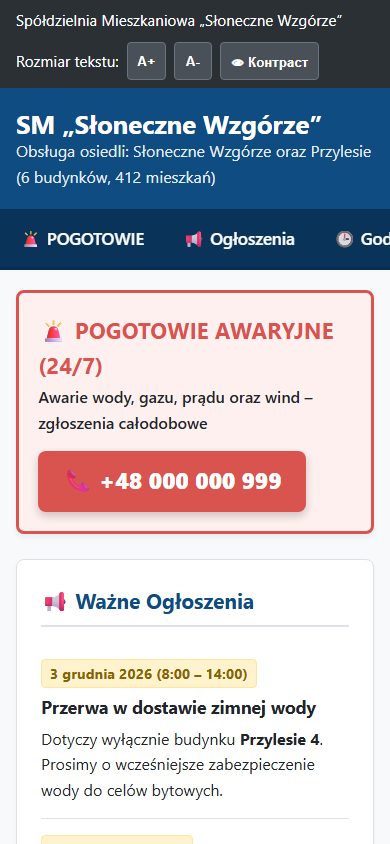 Spółdzielnia Mieszkaniowa „Słoneczne Wzgórze”
Rozmiar tekstu: A+ A- Контраст
SM „Słoneczne Wzgórze”
Obsługa osiedli: Słoneczne Wzgórze oraz Przylesie
(6 budynków, 412 mieszkań)
POGOTOWIE Ogłoszenia God
POGOTOWIE AWARYJNE
(24/7)
Awarie wody, gazu, prądu oraz wind –
zgłoszenia całodobowe
+48 000 000 999
Ważne Ogłoszenia
3 grudnia 2026 (8:00 – 14:00)
Przerwa w dostawie zimnej wody
Dotyczy wyłącznie budynku Przylesie 4.
Prosimy o wcześniejsze zabezpieczenie
wody do celów bytowych.